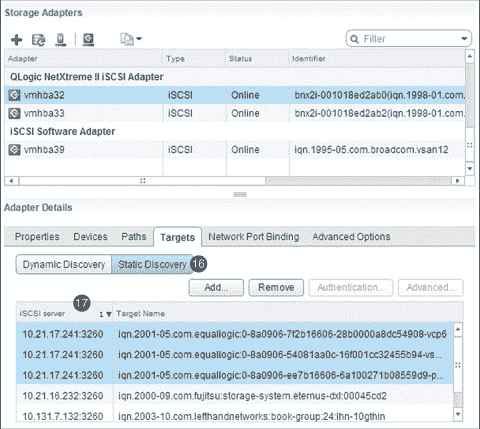 Storage Adapters
Filter
Adapter Type Status Identifier
QLogic NetXtreme II iSCSI Adapter
vmhba32 iSCSI Online bnx2i-001018ed2ab0(iqn.1998-01.com.
vmhba33 iSCSI Online bnx2i-001018ed2ab2(iqn.1998-01.com.
iSCSI Software Adapter
vmhba39 iSCSI Online iqn.1995-05.com.broadcom.vsan12
Adapter Details
Properties Devices Paths Targets Network Port Binding Advanced Options
Dynamic Discovery Static Discovery 16
Add... Remove Authentication... Advanced...
17
iSCSI server 1 ▼ Target Name
10.21.17.241:3260 iqn.2001-05.com.equallogic:0-8a0906-7f2b16606-28b0000a8dc54908-vcp6
10.21.17.241:3260 iqn.2001-05.com.equallogic:0-8a0906-54081aa0c-16f001cc32455b94-vs...
10.21.17.241:3260 iqn.2001-05.com.equallogic:0-8a0906-ee7b16606-6a100271b08559d9-p...
10.21.16.232:3260 iqn.2000-09.com.fujitsu:storage-system.eternus-dxl:00045cd2
10.131.7.132:3260 iqn.2003-10.com.lefthandnetworks:book-group:24:lhn-10gthin